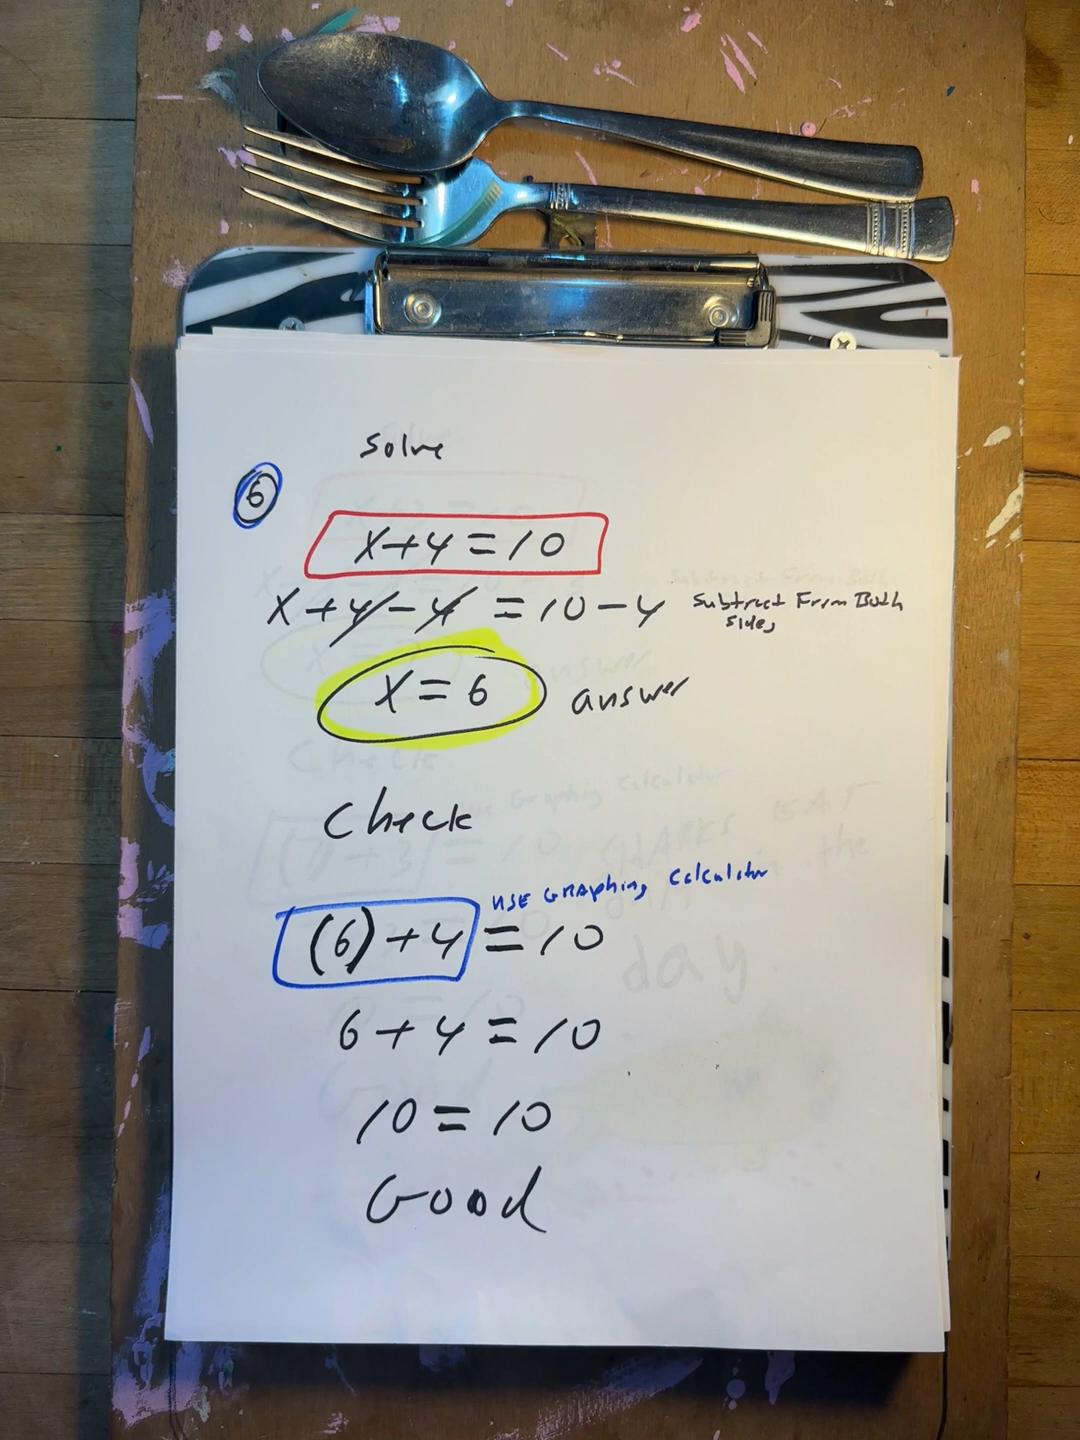 Solve
6
x+4=10
x+4-4 = 10-4 Subtract From Both
Sides
x=6 answer
Check
USE GRAphing Calculator
(6)+4=10
6+4=10
10=10
Good